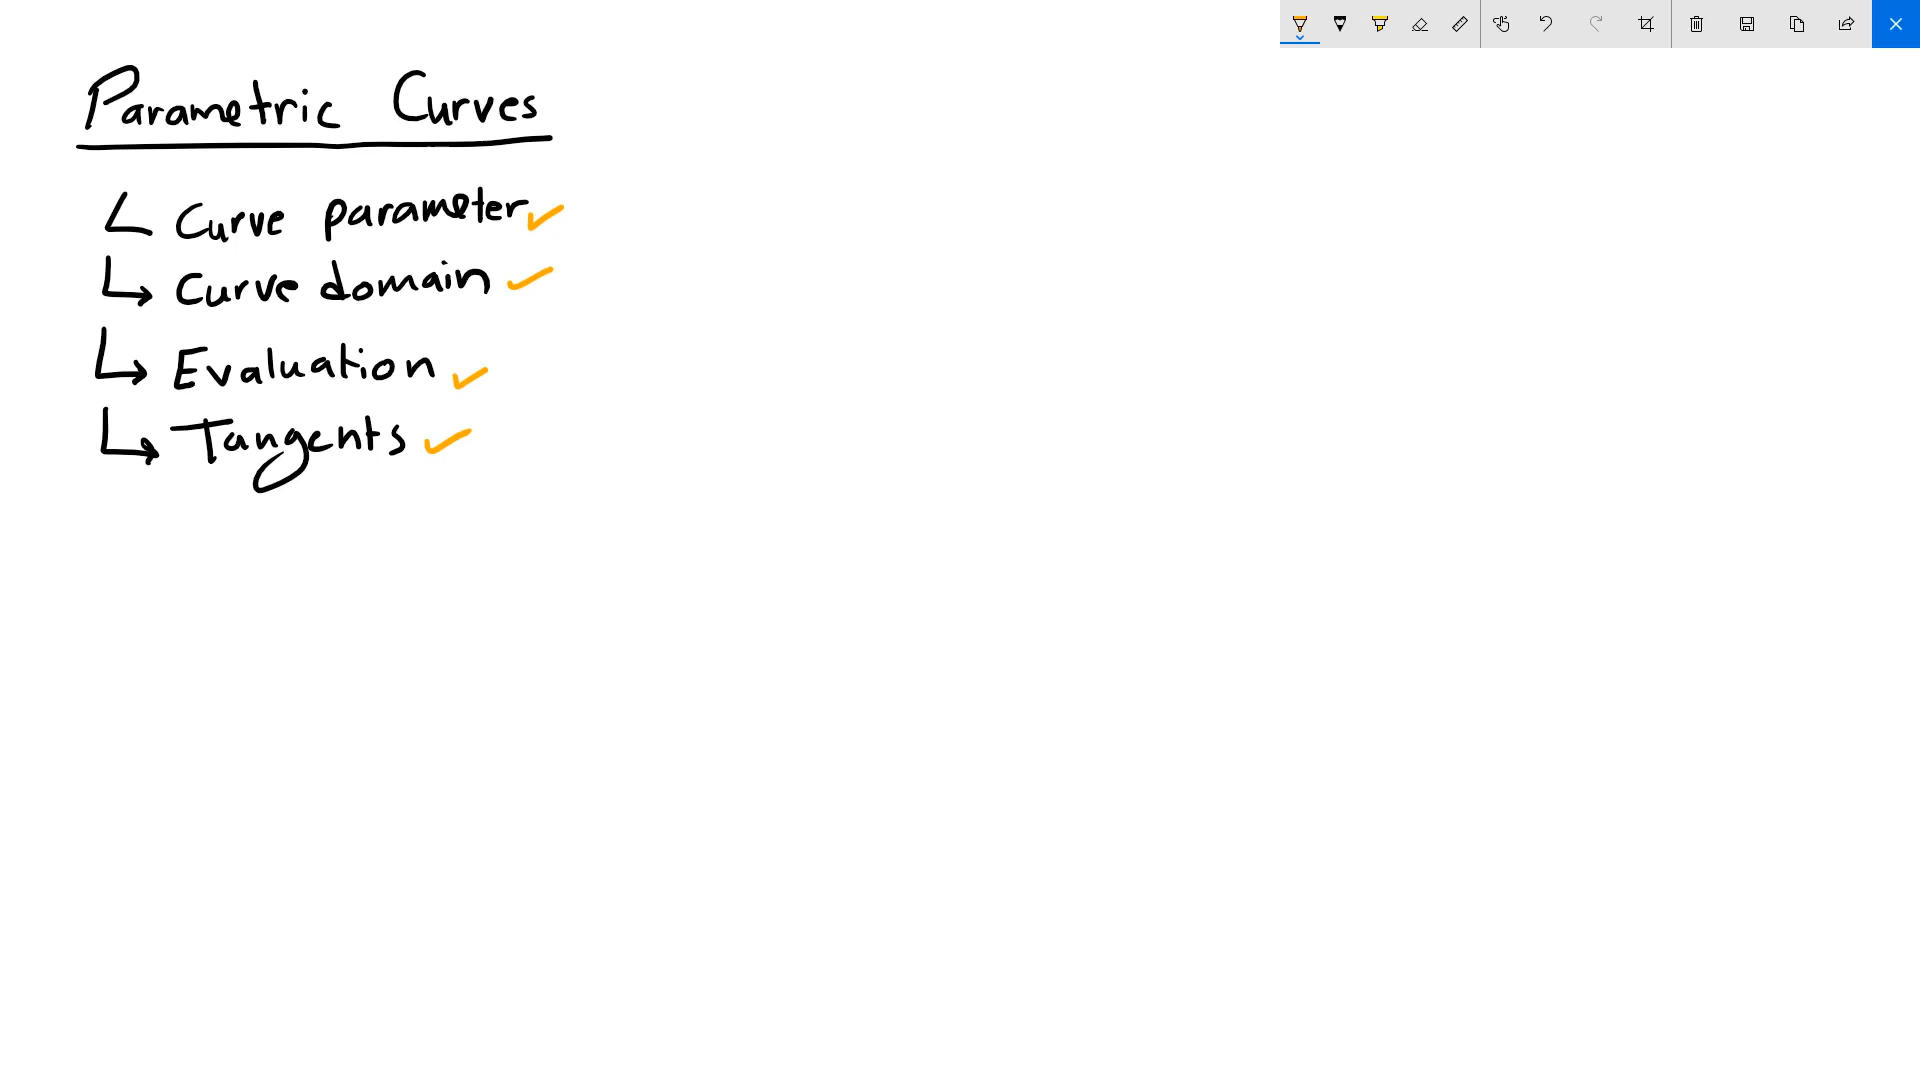 Parametric Curves
Curve parameter
Curve domain
Evaluation
Tangents